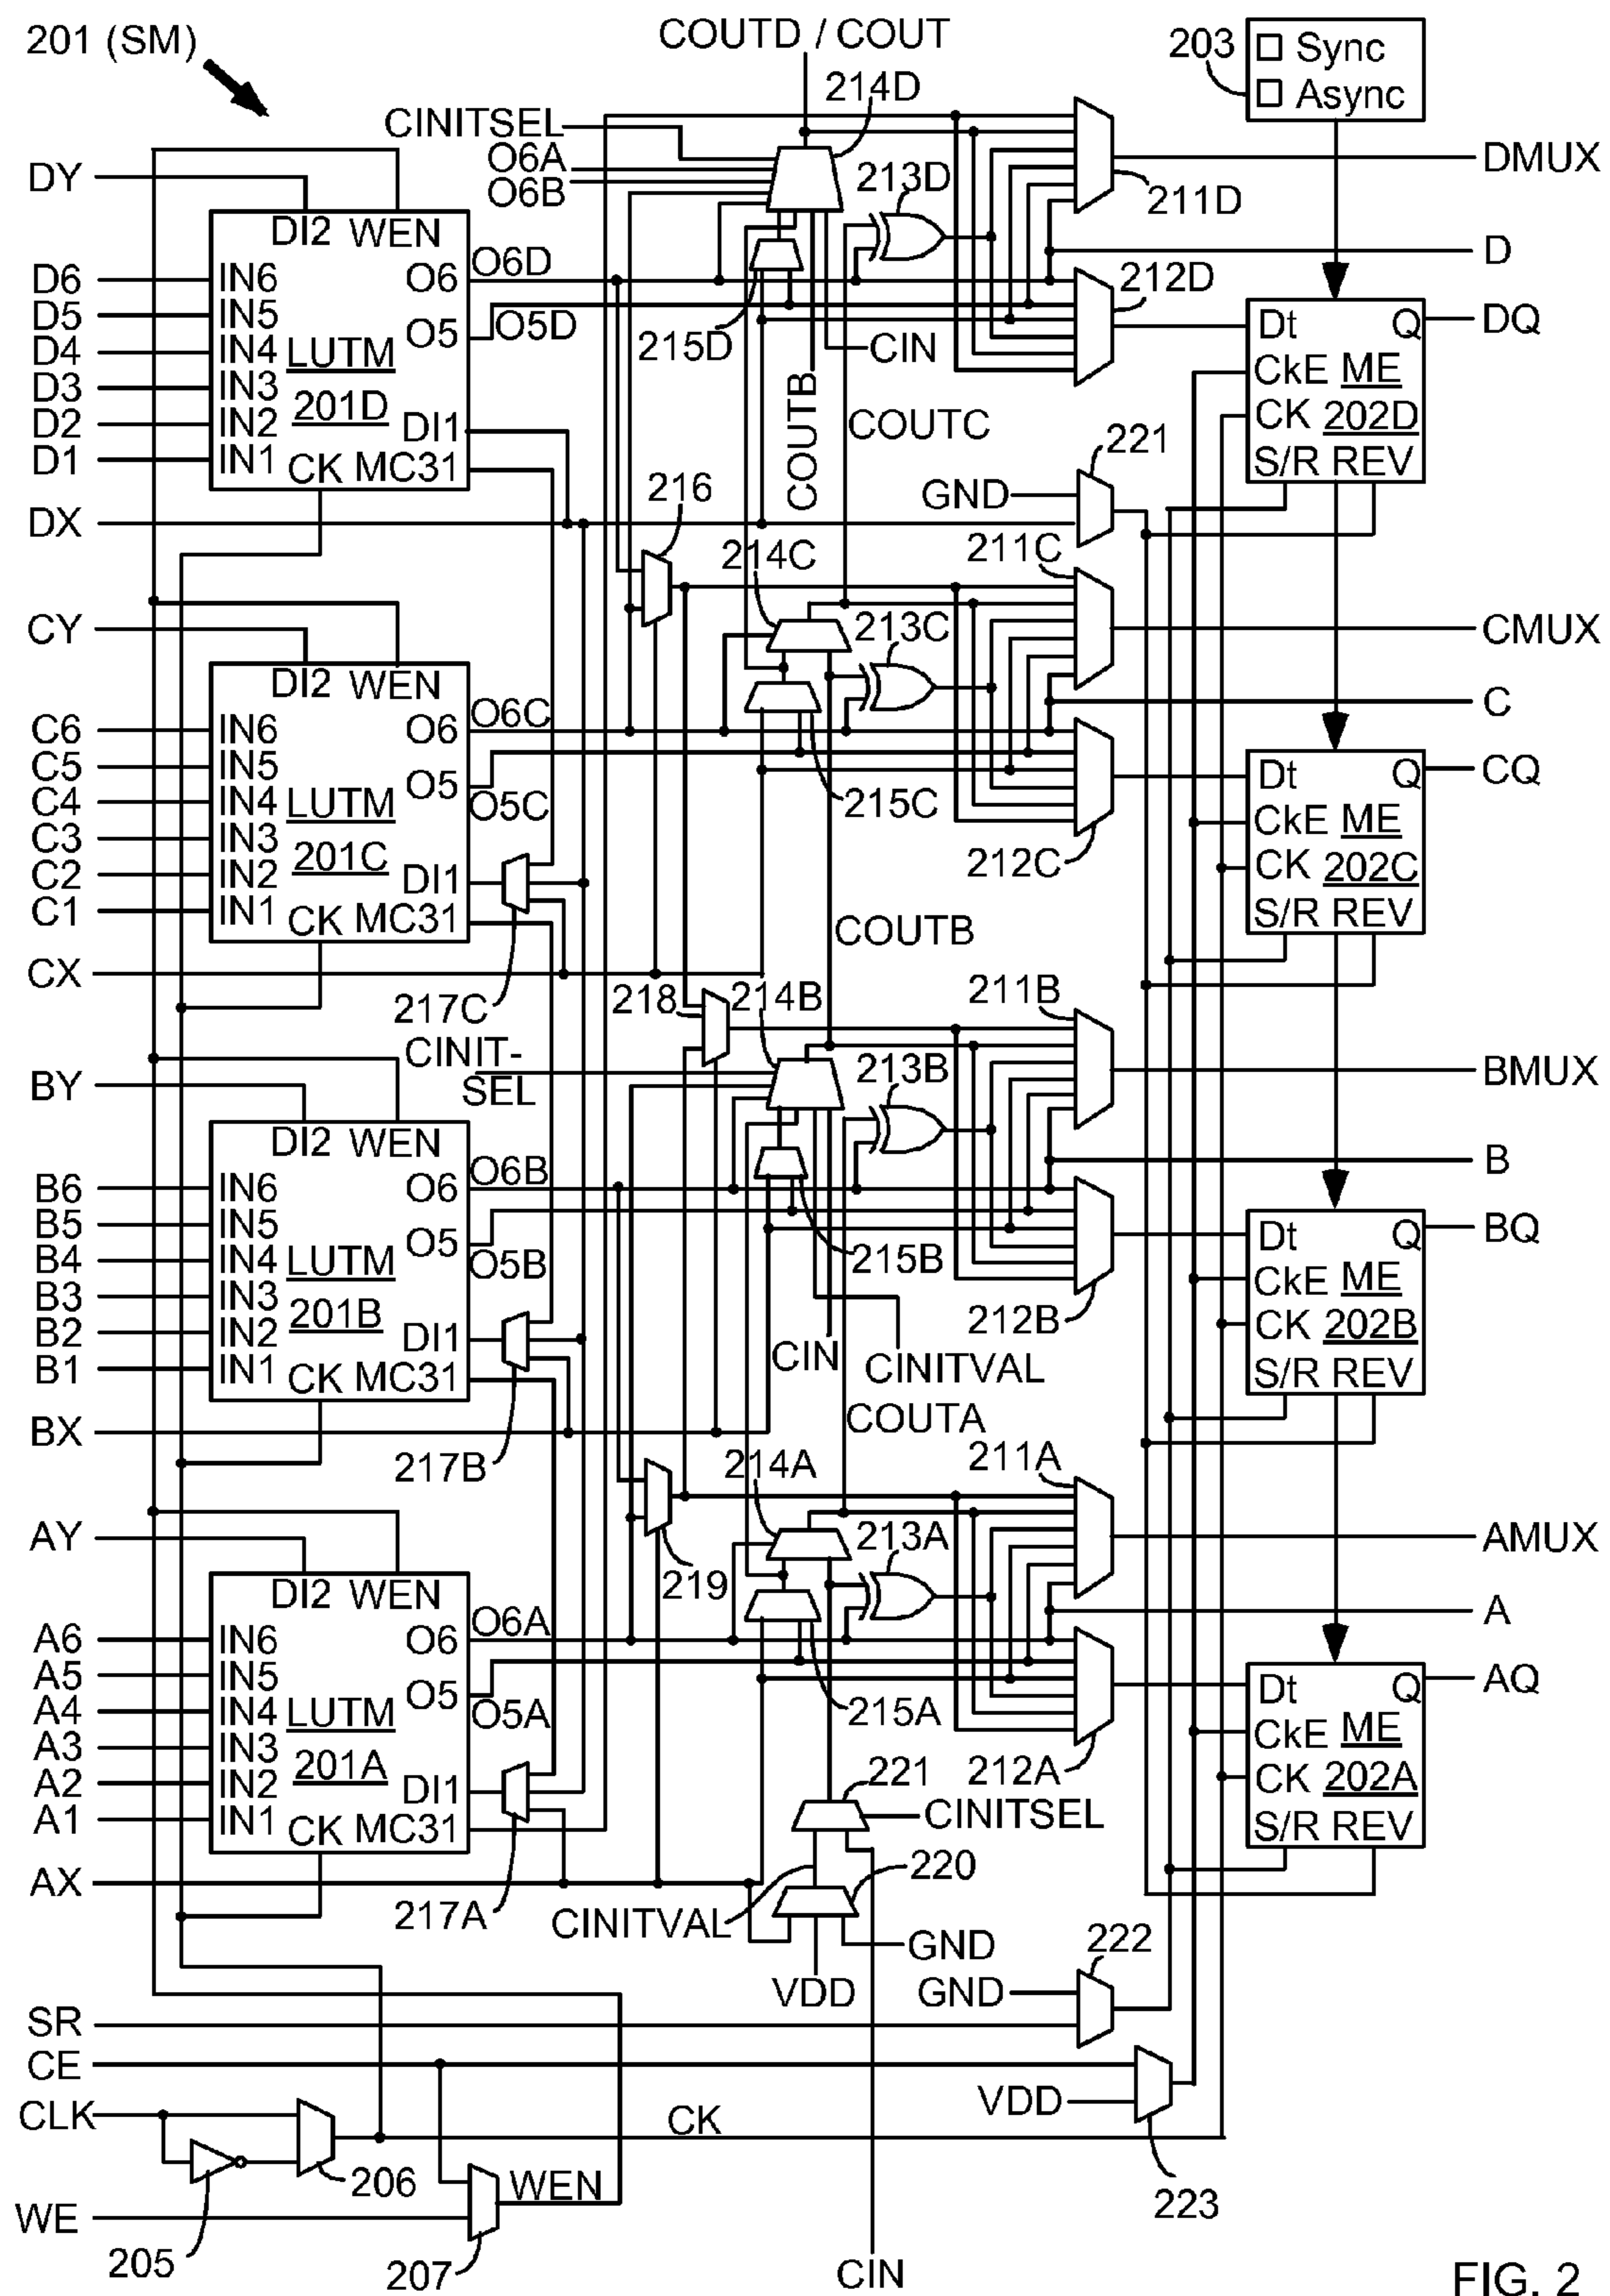 201 (SM)
COUTD / COUT
203
Sync
Async
214D
CINITSEL
O6A
O6B
213D
DMUX
211D
DY
DI2 WEN
D6
D5
D4
D3
D2
D1
IN6
IN5
IN4
IN3
IN2
IN1
LUTM
201D
O6
O5
DI1
CK MC31
O6D
O5D
215D
CIN
COUTB
COUTC
212D
D
DQ
Dt Q
CkE ME
CK 202D
S/R REV
DX
216
GND
221
214C
211C
213C
CMUX
CY
DI2 WEN
C6
C5
C4
C3
C2
C1
IN6
IN5
IN4
IN3
IN2
IN1
LUTM
201C
O6
O5
DI1
CK MC31
O6C
O5C
215C
212C
C
CQ
Dt Q
CkE ME
CK 202C
S/R REV
COUTB
CX
217C
218
214B
211B
CINIT-
SEL
213B
BMUX
BY
DI2 WEN
B6
B5
B4
B3
B2
B1
IN6
IN5
IN4
IN3
IN2
IN1
LUTM
201B
O6
O5
DI1
CK MC31
O6B
O5B
215B
212B
B
BQ
Dt Q
CkE ME
CK 202B
S/R REV
CIN
CINITVAL
COUTA
BX
217B
214A
211A
213A
219
AMUX
AY
DI2 WEN
A6
A5
A4
A3
A2
A1
IN6
IN5
IN4
IN3
IN2
IN1
LUTM
201A
O6
O5
DI1
CK MC31
O6A
O5A
215A
212A
A
AQ
Dt Q
CkE ME
CK 202A
S/R REV
221
CINITSEL
220
AX
217A
CINITVAL
GND
VDD
GND
222
SR
CE
VDD
CLK
CK
206
WEN
223
WE
205
207
CIN
FIG. 2